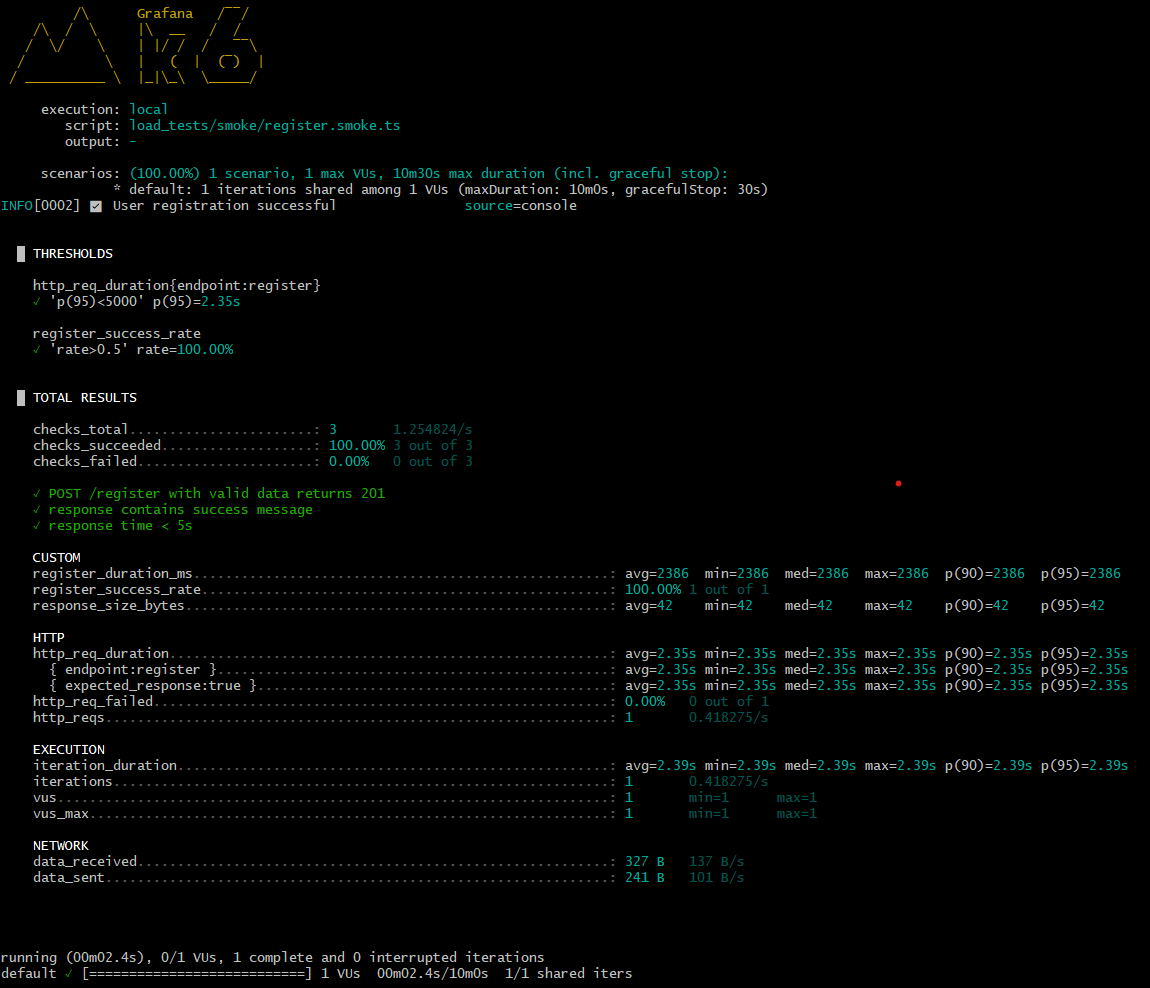 Grafana
execution: local
script: load_tests/smoke/register.smoke.ts
output: -
scenarios: (100.00%) 1 scenario, 1 max VUs, 10m30s max duration (incl. graceful stop):
* default: 1 iterations shared among 1 VUs (maxDuration: 10m0s, gracefulStop: 30s)
INFO[0002] ☑ User registration successful source=console
█ THRESHOLDS
http_req_duration{endpoint:register}
✓ 'p(95)<5000' p(95)=2.35s
register_success_rate
✓ 'rate>0.5' rate=100.00%
█ TOTAL RESULTS
checks_total.......................: 3 1.254824/s
checks_succeeded...................: 100.00% 3 out of 3
checks_failed......................: 0.00% 0 out of 3
✓ POST /register with valid data returns 201
✓ response contains success message
✓ response time < 5s
CUSTOM
register_duration_ms....................................................: avg=2386 min=2386 med=2386 max=2386 p(90)=2386 p(95)=2386
register_success_rate...................................................: 100.00% 1 out of 1
response_size_bytes.....................................................: avg=42 min=42 med=42 max=42 p(90)=42 p(95)=42
HTTP
http_req_duration.......................................................: avg=2.35s min=2.35s med=2.35s max=2.35s p(90)=2.35s p(95)=2.35s
{ endpoint:register }.................................................: avg=2.35s min=2.35s med=2.35s max=2.35s p(90)=2.35s p(95)=2.35s
{ expected_response:true }............................................: avg=2.35s min=2.35s med=2.35s max=2.35s p(90)=2.35s p(95)=2.35s
http_req_failed.........................................................: 0.00% 0 out of 1
http_reqs...............................................................: 1 0.418275/s
EXECUTION
iteration_duration......................................................: avg=2.39s min=2.39s med=2.39s max=2.39s p(90)=2.39s p(95)=2.39s
iterations..............................................................: 1 0.418275/s
vus.....................................................................: 1 min=1 max=1
vus_max.................................................................: 1 min=1 max=1
NETWORK
data_received...........................................................: 327 B 137 B/s
data_sent...............................................................: 241 B 101 B/s
running (00m02.4s), 0/1 VUs, 1 complete and 0 interrupted iterations
default ✓ [===========================] 1 VUs 00m02.4s/10m0s 1/1 shared iters